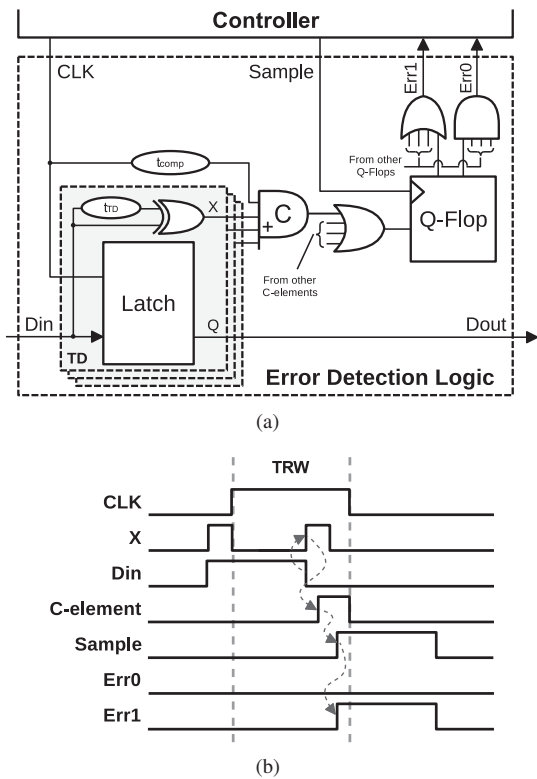 Controller
CLK
Sample
Err1
Err0
tcomp
From other
Q-Flops
tTD
X
C
+
Q-Flop
From other
C-elements
Latch
Din
Q
Dout
TD
Error Detection Logic
(a)
TRW
CLK
X
Din
C-element
Sample
Err0
Err1
(b)